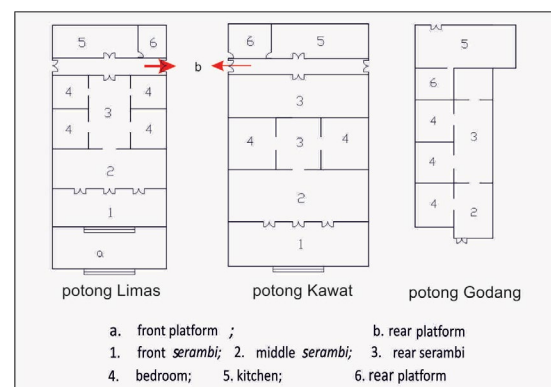 5 6 6 5 5
b
4 4 3 6
3 4 3 4 4 3
4 4 4
2 2 4 2
1 1
a
potong Limas potong Kawat potong Godang
a. front platform ; b. rear platform
1. front serambi; 2. middle serambi; 3. rear serambi
4. bedroom; 5. kitchen; 6. rear platform